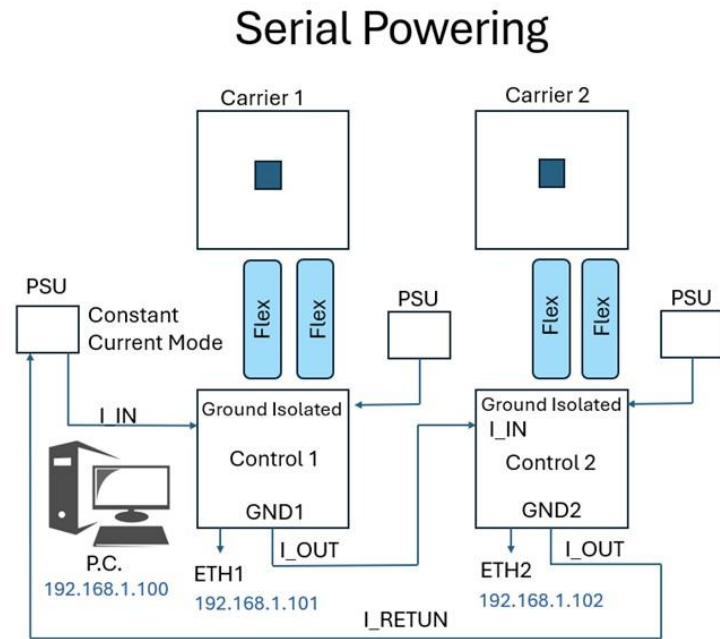 Serial Powering
Carrier 1
Carrier 2
PSU
Constant
Current Mode
Flex
Flex
PSU
Flex
Flex
PSU
I_IN
Ground Isolated
Control 1
GND1
Ground Isolated
I_IN
Control 2
GND2
P.C.
192.168.1.100
ETH1
192.168.1.101
I_OUT
ETH2
192.168.1.102
I_OUT
I_RETUN